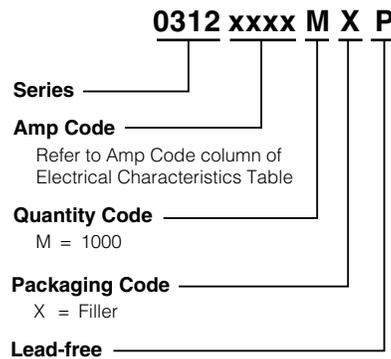 0312 xxxx M X P
Series
Amp Code
Refer to Amp Code column of
Electrical Characteristics Table
Quantity Code
M = 1000
Packaging Code
X = Filler
Lead-free